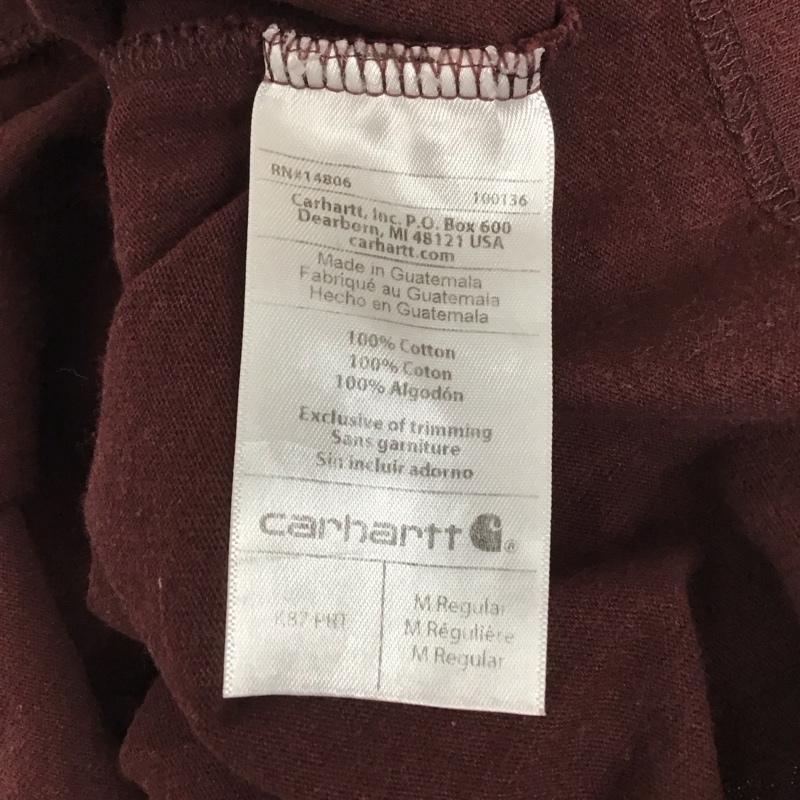 RN#14806
100136
Carhartt, Inc. P.O. Box 600
Dearborn, MI 48121 USA
carhartt.com
Made in Guatemala
Fabriqué au Guatemala
Hecho en Guatemala
100% Cotton
100% Coton
100% Algodón
Exclusive of trimming
Sans garniture
Sin incluir adorno
carhartt ®
K87 PRT
M Regular
M Régulière
M Regular